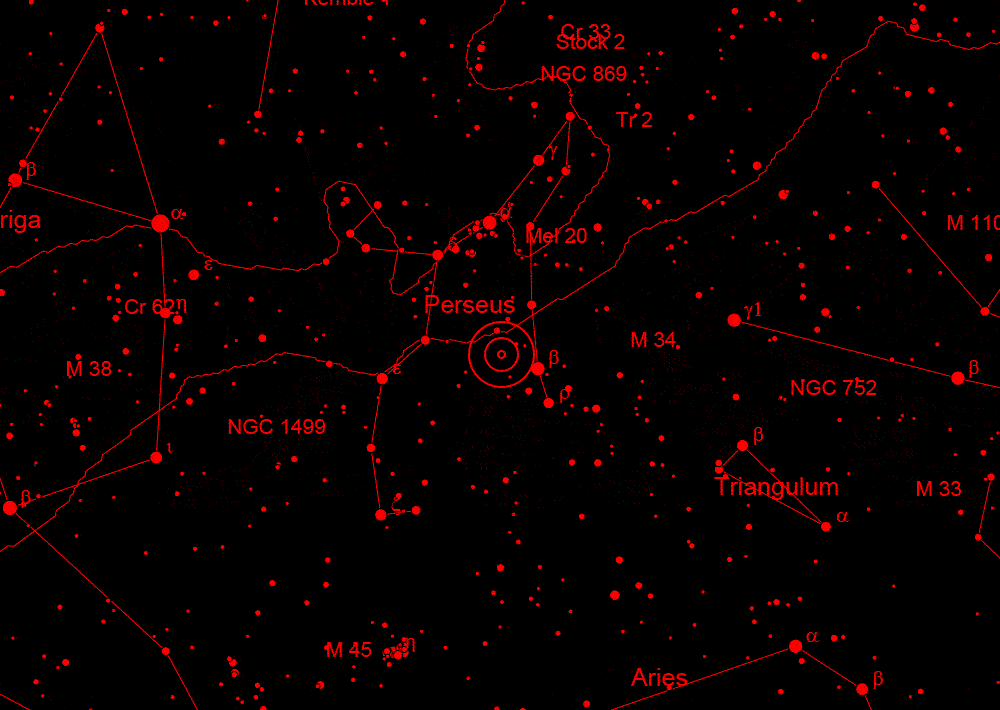 Kemble 1
Cr 33
Stock 2
NGC 869
Tr 2
γ
β
α
α
riga
M 110
δ
Mel 20
ε
Cr 62
η
Perseus
γ1
M 34
M 38
ε
β
β
NGC 752
ρ
NGC 1499
β
ι
β
Triangulum
M 33
ζ
α
M 45
η
α
Aries
β